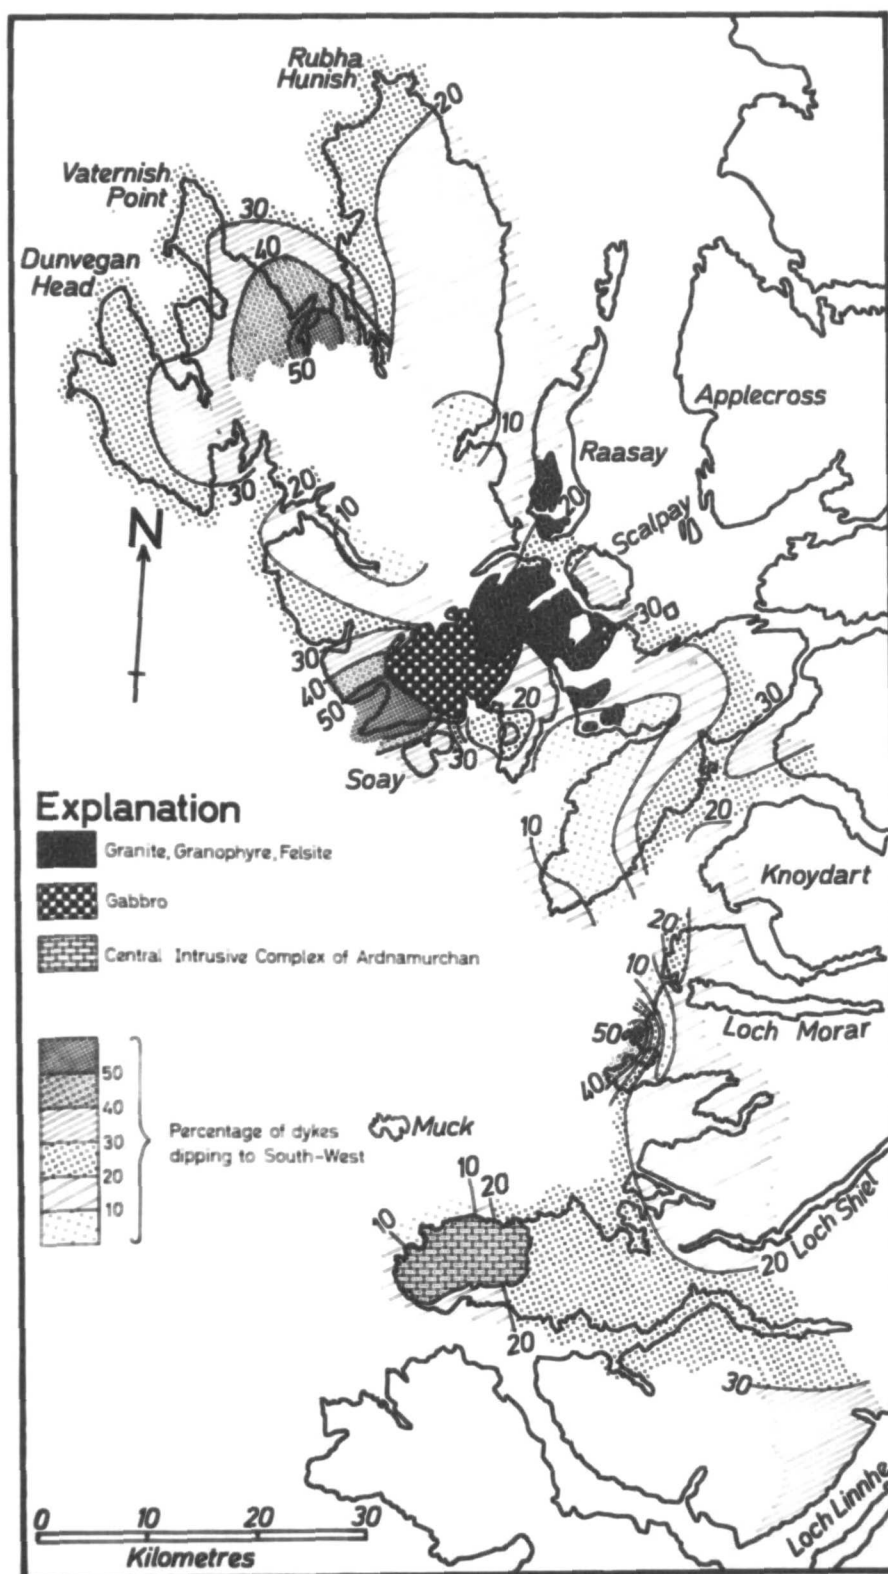 Rubha
Hunish
20
Vaternish
Point
30
40
Dunvegan
Head
50
Applecross
10
Raasay
30
20
20
10
N
Scalpay
30
30
40
50
20
30
30
Soay
20
10
Explanation
Granite, Granophyre, Felsite
Knoydart
Gabbro
20
Central Intrusive Complex of Ardnamurchan
10
50
Loch Morar
40
50
40
30
20
10
Percentage of dykes
dipping to South-West
Muck
10
20
10
Loch Shiel
20
20
30
Loch Linnhe
0 10 20 30
Kilometres